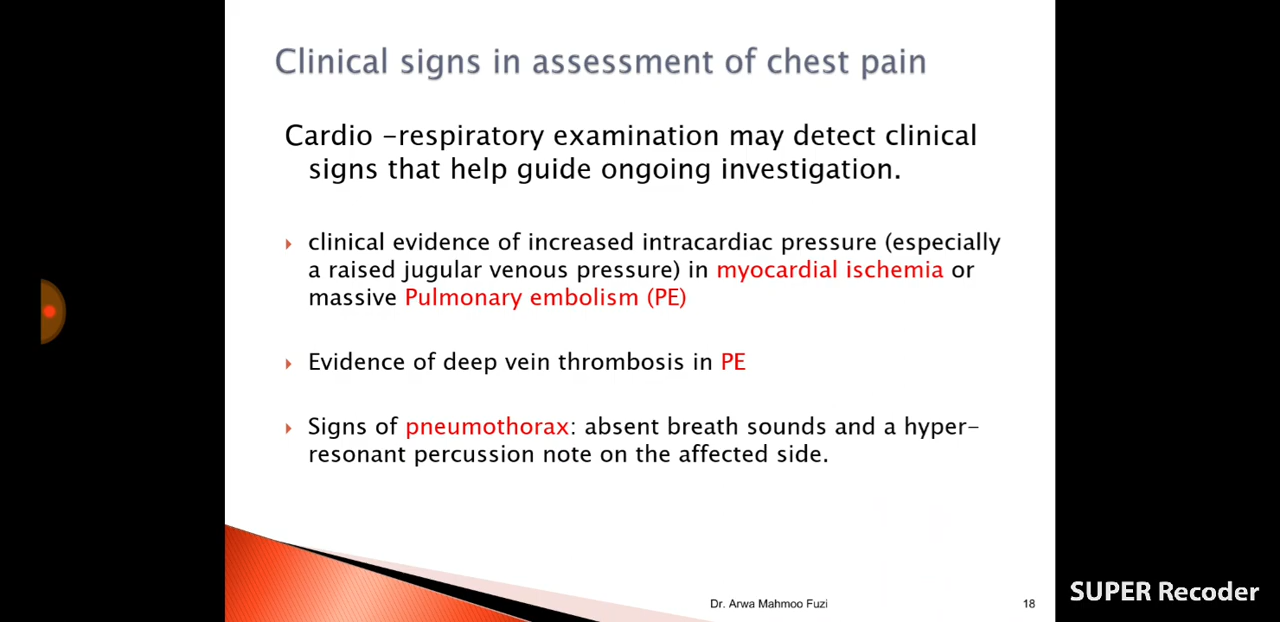 Clinical signs in assessment of chest pain
Cardio -respiratory examination may detect clinical
signs that help guide ongoing investigation.
clinical evidence of increased intracardiac pressure (especially
a raised jugular venous pressure) in myocardial ischemia or
massive Pulmonary embolism (PE)
Evidence of deep vein thrombosis in PE
Signs of pneumothorax: absent breath sounds and a hyper-
resonant percussion note on the affected side.
Dr. Arwa Mahmoo Fuzi
18
SUPER Recoder